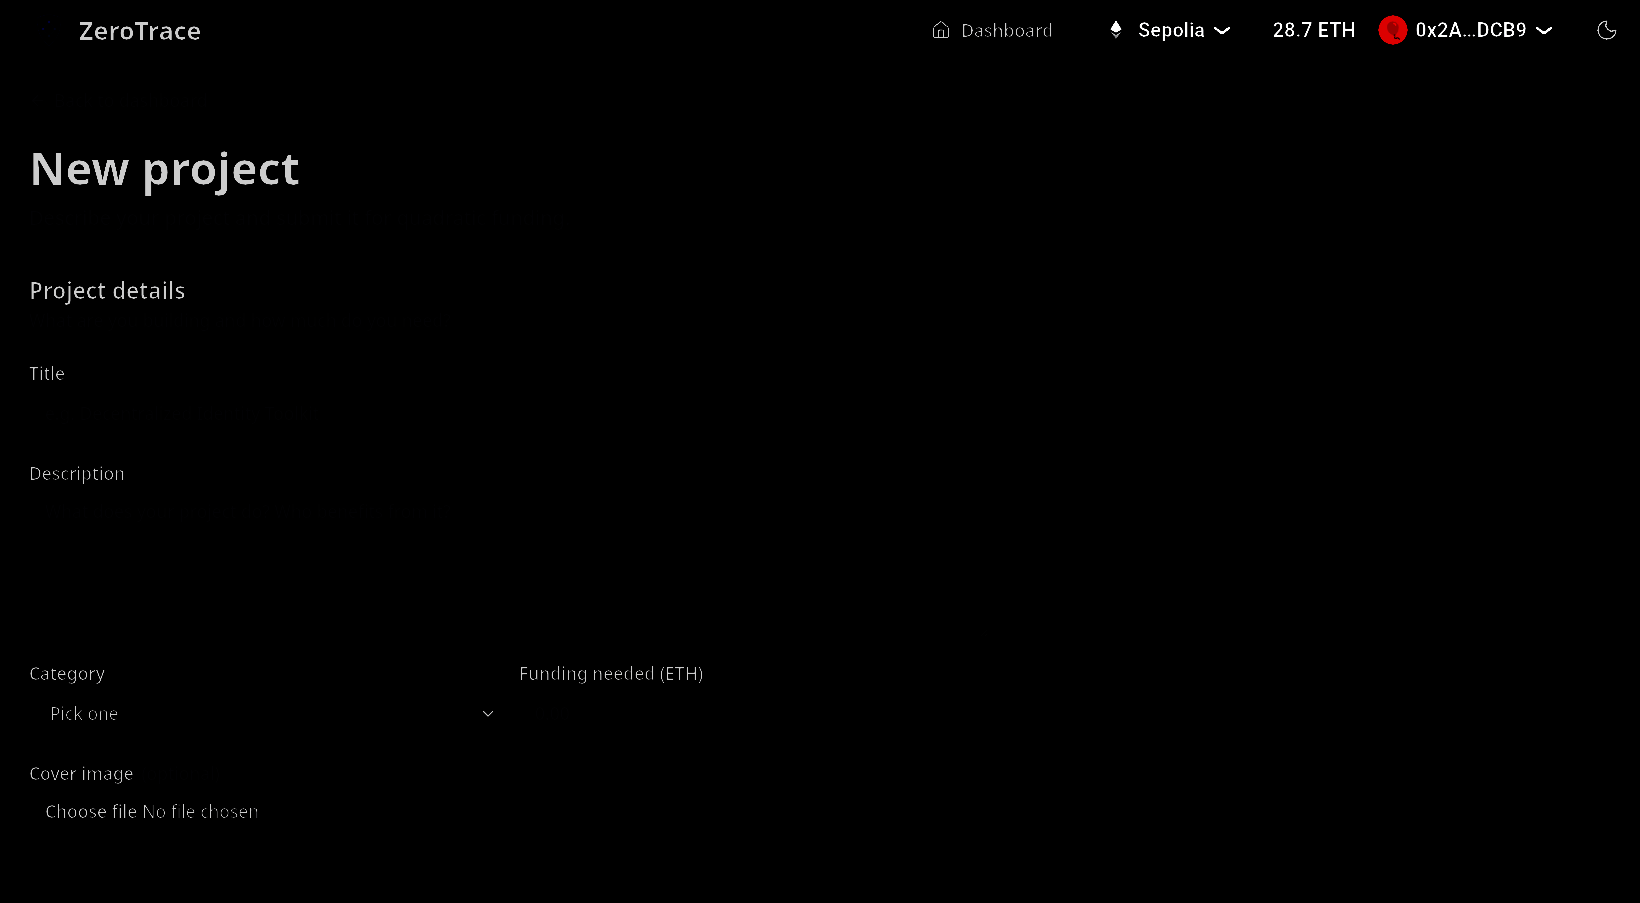 ZeroTrace
Dashboard
Sepolia
28.7 ETH
0x2A...DCB9
New project
Project details
Title
Description
Category
Funding needed (ETH)
Pick one
Cover image
Choose file No file chosen